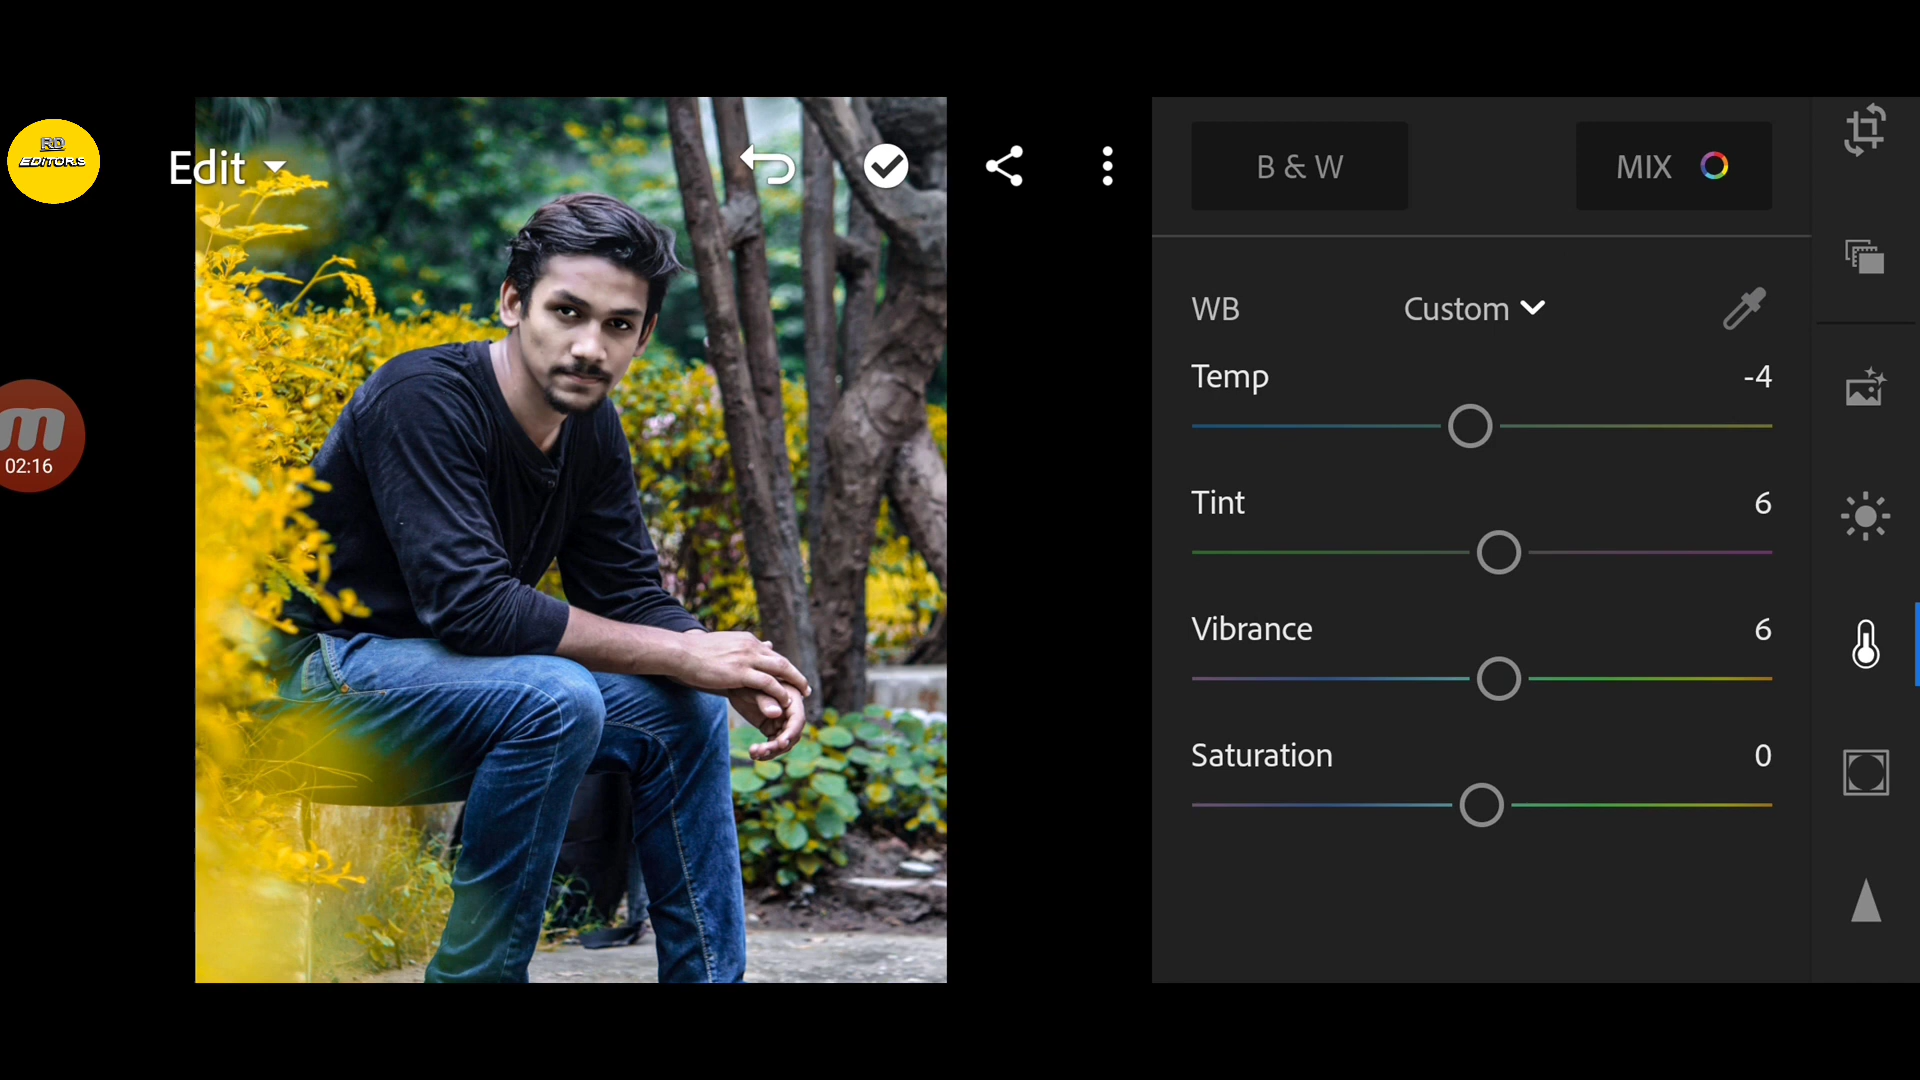 RD
EDITORS
Edit
B & W
MIX
WB
Custom
Temp
-4
Tint
6
Vibrance
6
Saturation
0
m
02:16